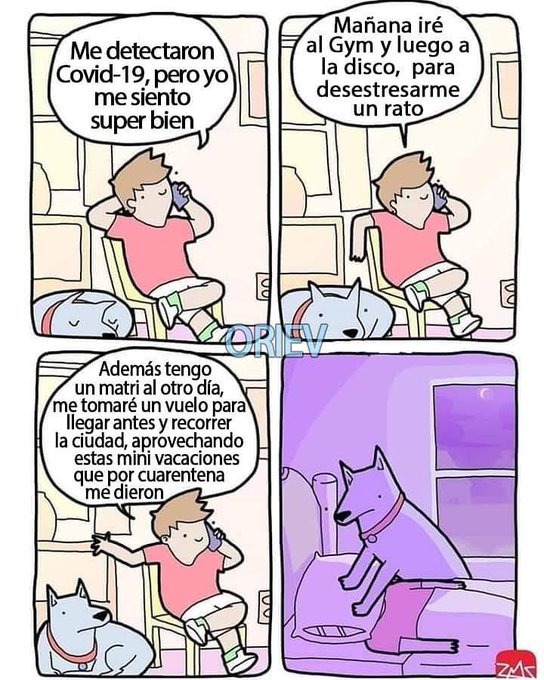 Me detectaron
Covid-19, pero yo
me siento
super bien
Mañana iré
al Gym y luego a
la disco, para
desestresarme
un rato
ORIEV
Además tengo
un matri al otro día,
me tomaré un vuelo para
llegar antes y recorrer
la ciudad, aprovechando
estas mini vacaciones
que por cuarentena
me dieron